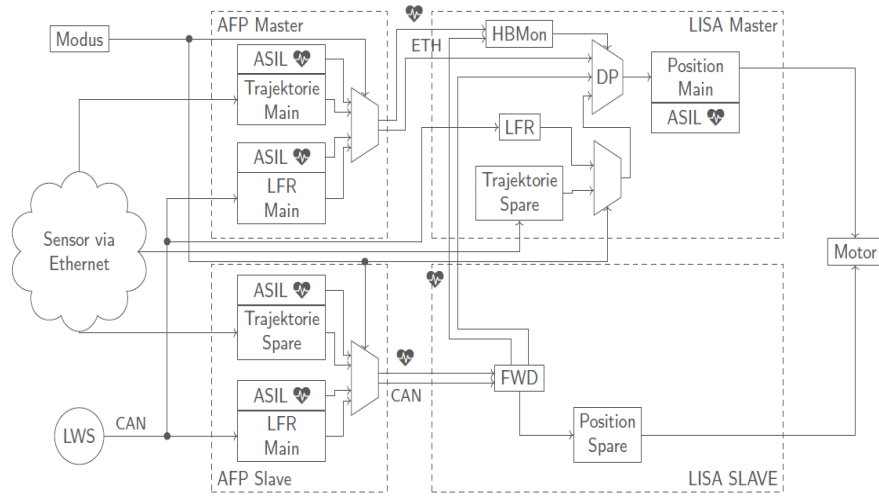 AFP Master
LISA Master
Modus
ETH
HBMon
ASIL
Trajektorie
Main
DP
Position
Main
ASIL
LFR
ASIL
LFR
Main
Trajektorie
Spare
Sensor via
Ethernet
Motor
ASIL
Trajektorie
Spare
FWD
CAN
ASIL
LFR
Main
CAN
LWS
Position
Spare
AFP Slave
LISA SLAVE